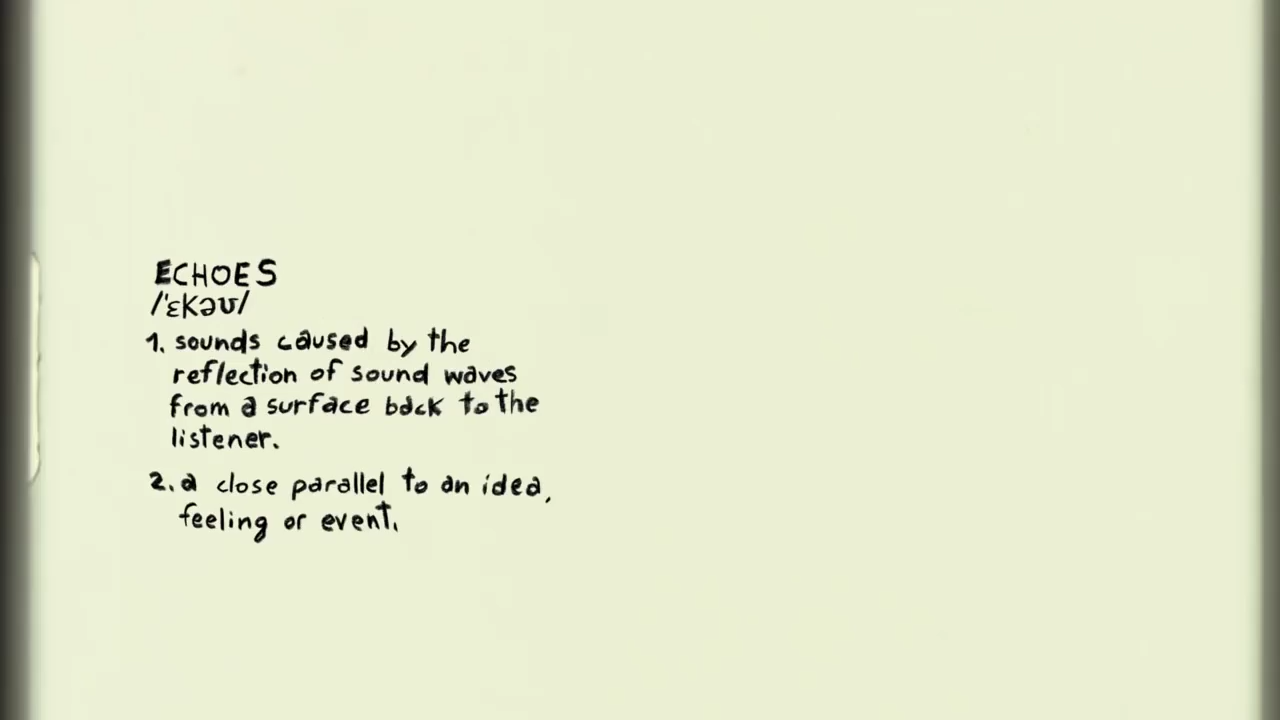 ECHOES
/'ɛkəʊ/
1. sounds caused by the
reflection of sound waves
from a surface back to the
listener.
2. a close parallel to an idea,
feeling or event.